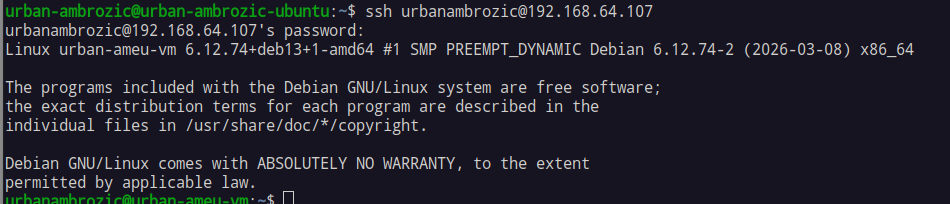 urban-ambrozic@urban-ambrozic-ubuntu:~$ ssh urbanambrozic@192.168.64.107
urbanambrozic@192.168.64.107's password:
Linux urban-ameu-vm 6.12.74+deb13+1-amd64 #1 SMP PREEMPT_DYNAMIC Debian 6.12.74-2 (2026-03-08) x86_64
The programs included with the Debian GNU/Linux system are free software;
the exact distribution terms for each program are described in the
individual files in /usr/share/doc/*/copyright.
Debian GNU/Linux comes with ABSOLUTELY NO WARRANTY, to the extent
permitted by applicable law.
urbanambrozic@urban-ameu-vm:~$